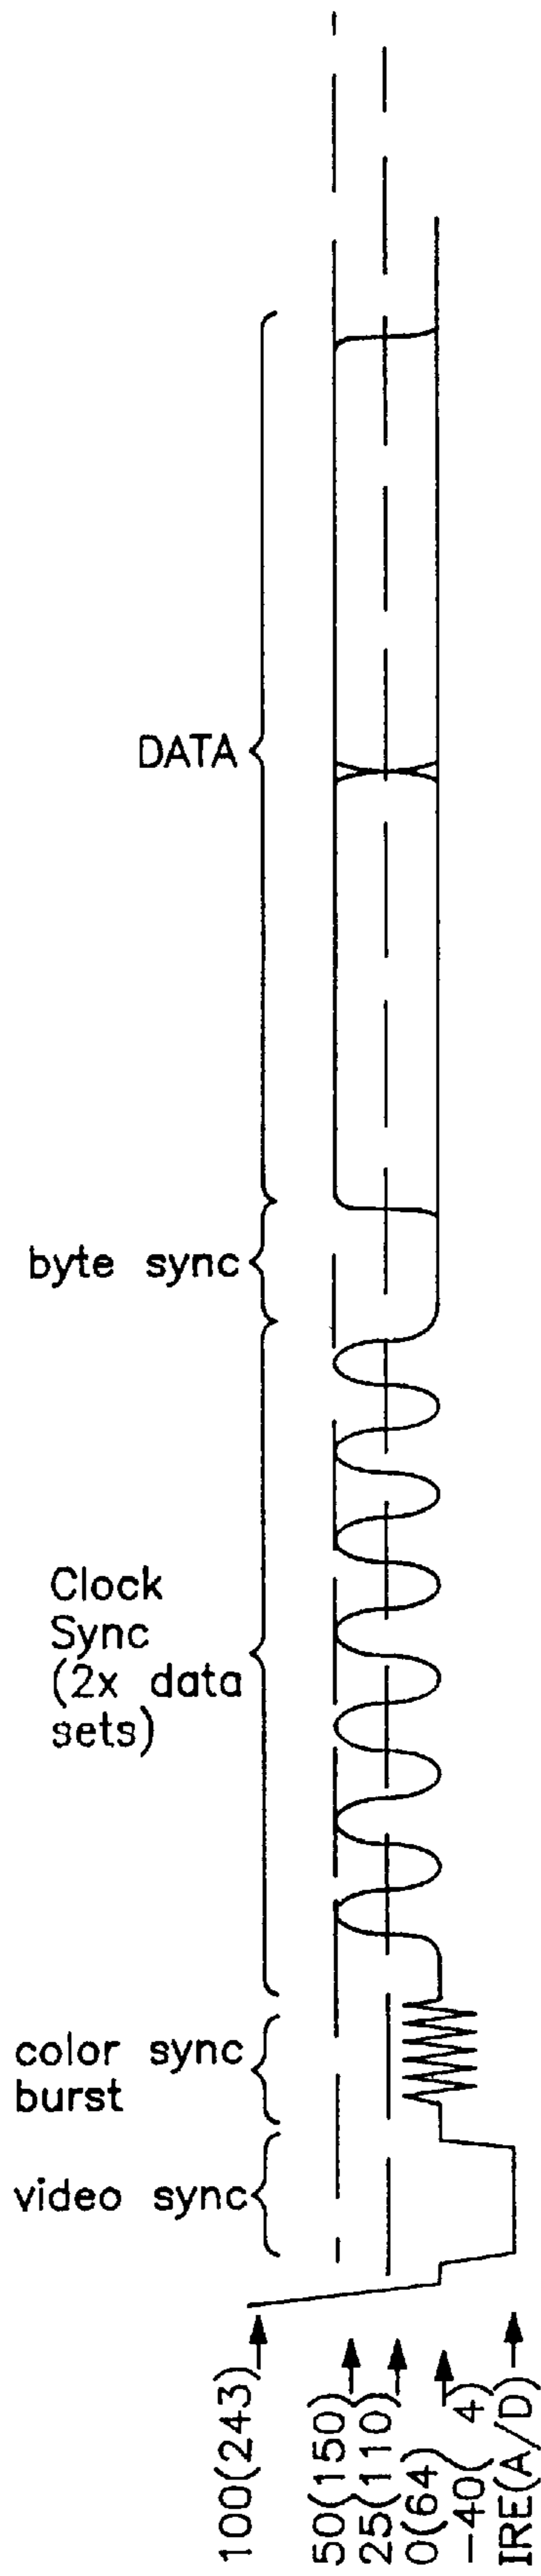 DATA
byte sync
Clock
Sync
(2x data
sets)
color sync
burst
video sync
100(243)
50(150)
25(110)
0(64)
-40( 4)
IRE(A/D)